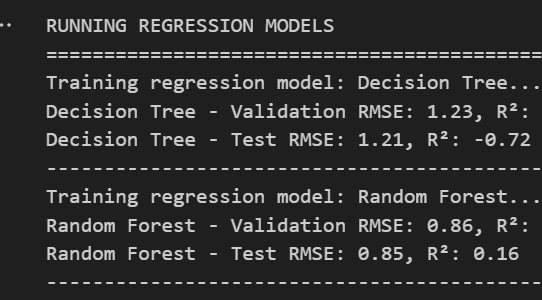 RUNNING REGRESSION MODELS
==========================================
Training regression model: Decision Tree...
Decision Tree - Validation RMSE: 1.23, R²:
Decision Tree - Test RMSE: 1.21, R²: -0.72
------------------------------------------
Training regression model: Random Forest...
Random Forest - Validation RMSE: 0.86, R²:
Random Forest - Test RMSE: 0.85, R²: 0.16
------------------------------------------